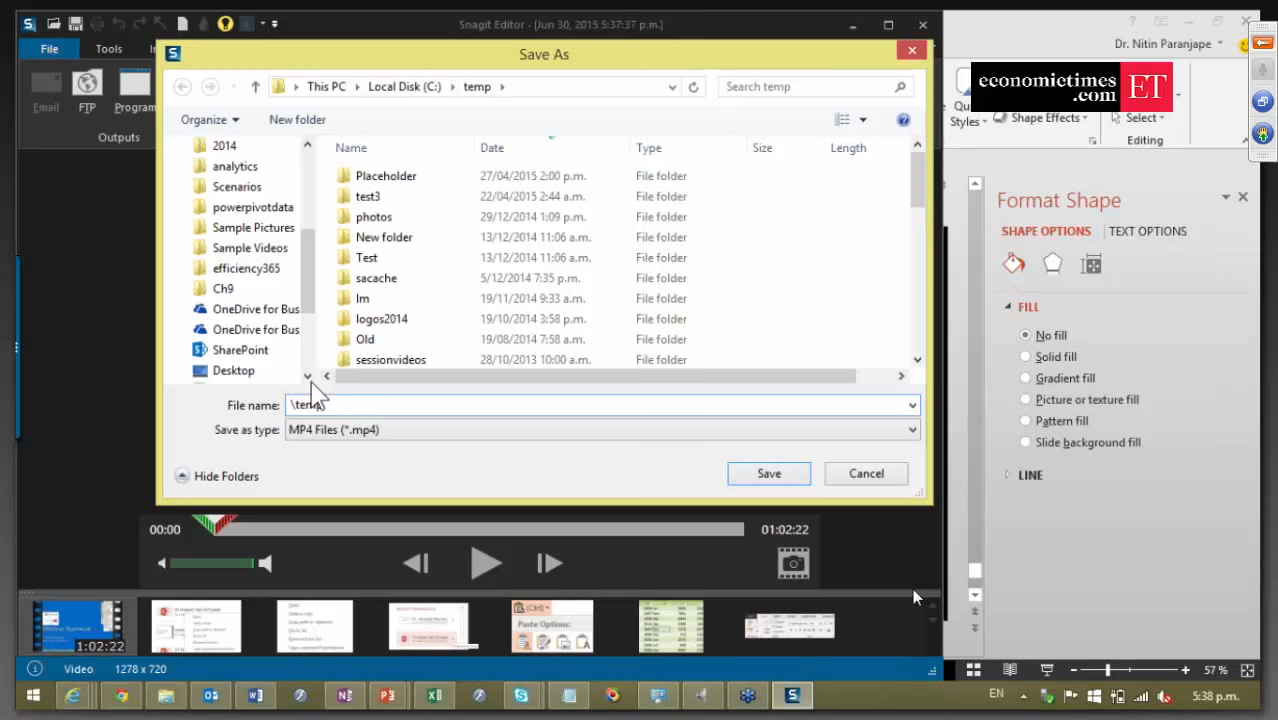 Snagit Editor - [Jun 30, 2015 5:37:37 p.m.]
File
Tools
Email
FTP
Program
Outputs
Save As
This PC
Local Disk (C:)
temp
Search temp
Organize
New folder
2014
analytics
Scenarios
powerpivotdata
Sample Pictures
Sample Videos
efficiency365
Ch9
OneDrive for Bus
OneDrive for Bus
SharePoint
Desktop
Name Date Type Size Length
Placeholder 27/04/2015 2:00 p.m. File folder
test3 22/04/2015 2:44 a.m. File folder
photos 29/12/2014 1:09 p.m. File folder
New folder 13/12/2014 11:06 a.m. File folder
Test 13/12/2014 11:06 a.m. File folder
sacache 5/12/2014 7:35 p.m. File folder
lm 19/11/2014 9:33 a.m. File folder
logos2014 19/10/2014 3:58 p.m. File folder
Old 19/08/2014 7:58 a.m. File folder
sessionvideos 28/10/2013 10:00 a.m. File folder
File name:
Save as type: MP4 Files (*.mp4)
Hide Folders
Save
Cancel
00:00
01:02:22
1:02:22
(Ctrl)
Paste Options:
Video 1278 x 720
Dr. Nitin Paranjape
economictimes
.com
ET
Styles
Shape Effects
Select
Editing
Format Shape
SHAPE OPTIONS
TEXT OPTIONS
FILL
No fill
Solid fill
Gradient fill
Picture or texture fill
Pattern fill
Slide background fill
LINE
57 %
EN
5:38 p.m.